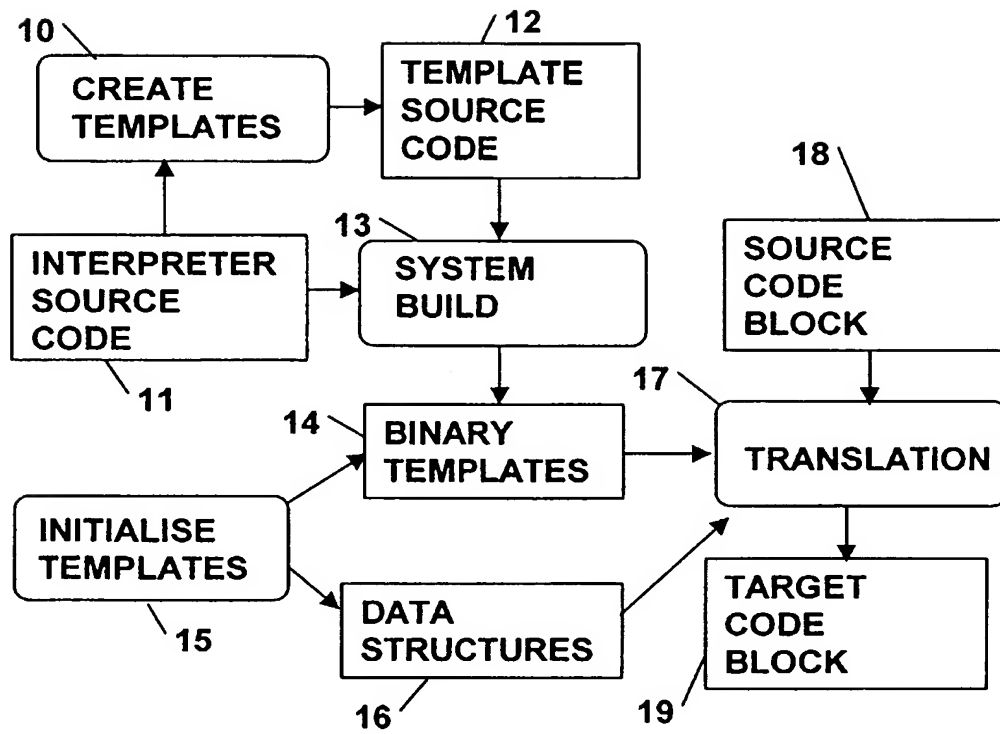 10
CREATE
TEMPLATES
12
TEMPLATE
SOURCE
CODE
11
INTERPRETER
SOURCE
CODE
13
SYSTEM
BUILD
18
SOURCE
CODE
BLOCK
14
BINARY
TEMPLATES
17
TRANSLATION
15
INITIALISE
TEMPLATES
16
DATA
STRUCTURES
19
TARGET
CODE
BLOCK